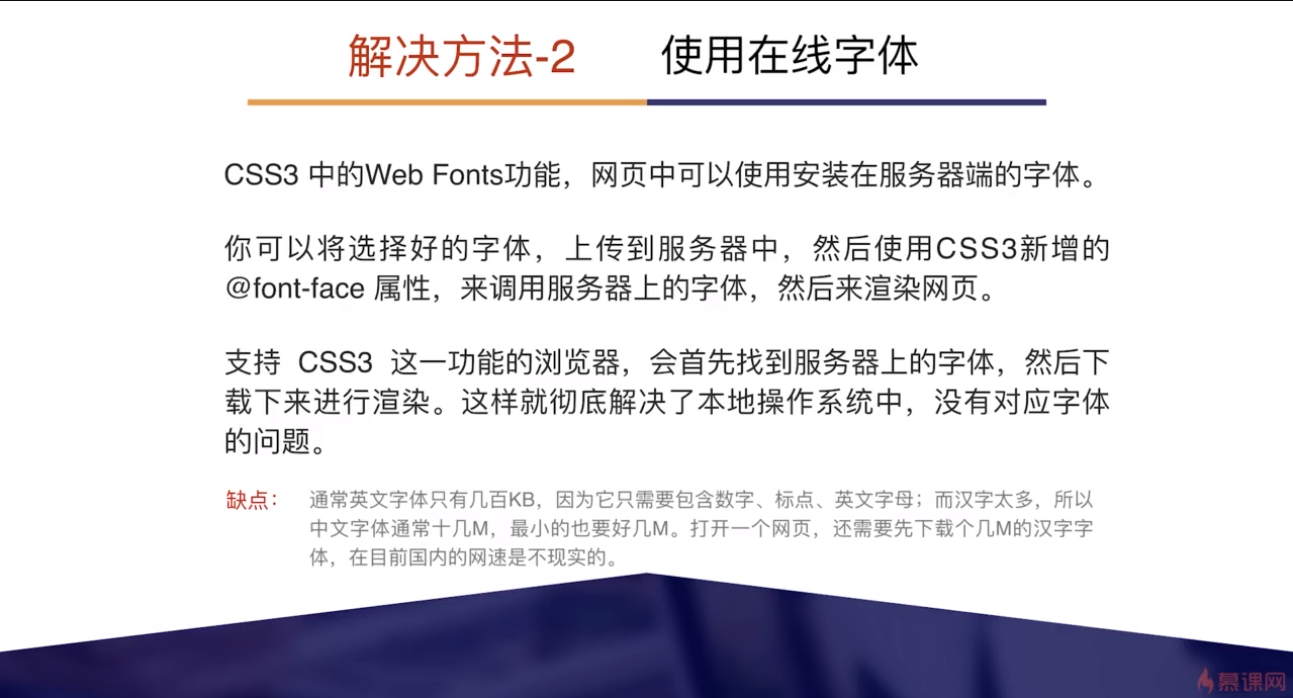 解决方法-2 使用在线字体
CSS3 中的Web Fonts功能，网页中可以使用安装在服务器端的字体。
你可以将选择好的字体，上传到服务器中，然后使用CSS3新增的
@font-face 属性，来调用服务器上的字体，然后来渲染网页。
支持 CSS3 这一功能的浏览器，会首先找到服务器上的字体，然后下
载下来进行渲染。这样就彻底解决了本地操作系统中，没有对应字体
的问题。
缺点： 通常英文字体只有几百KB，因为它只需要包含数字、标点、英文字母；而汉字太多，所以
中文字体通常十几M，最小的也要好几M。打开一个网页，还需要先下载个几M的汉字字
体，在目前国内的网速是不现实的。
慕课网